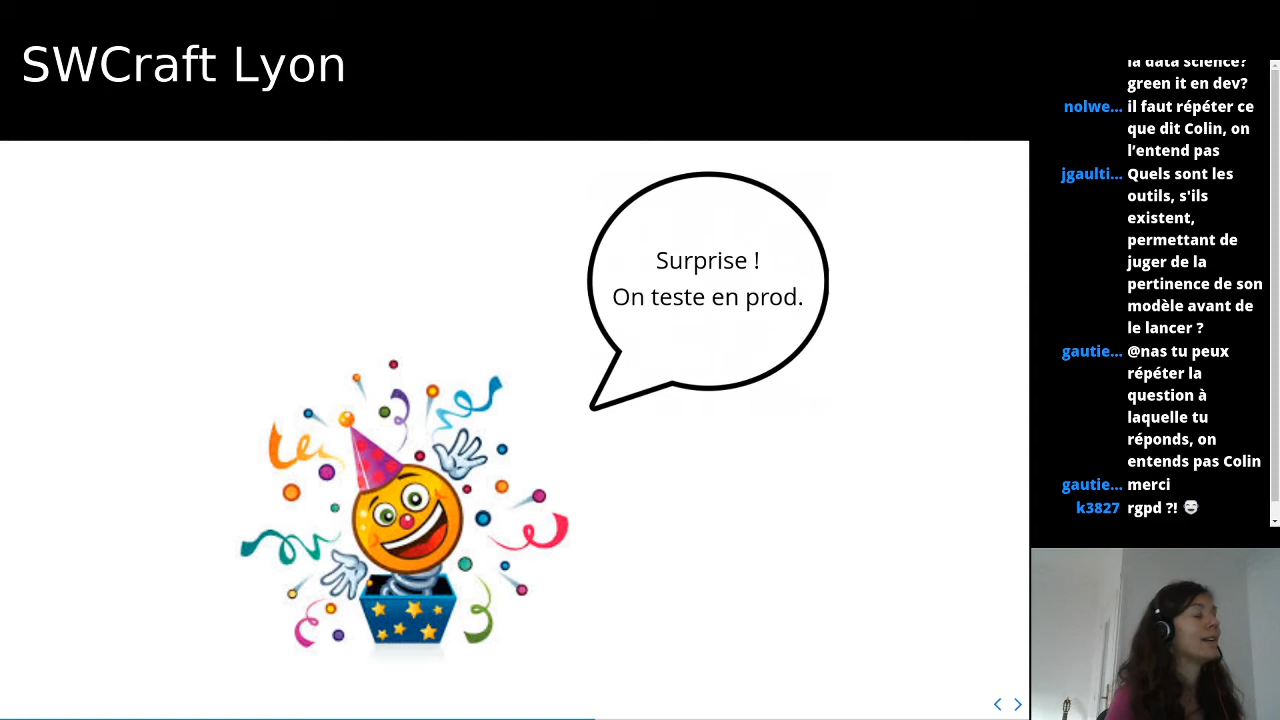 SWCraft Lyon
Surprise !
On teste en prod.
la data science?
green it en dev?
nolwe... il faut répéter ce
que dit Colin, on
l’entend pas
jgaulti... Quels sont les
outils, s'ils
existent,
permettant de
juger de la
pertinence de son
modèle avant de
le lancer ?
gautie... @nas tu peux
répéter la
question à
laquelle tu
réponds, on
entends pas Colin
gautie... merci
k3827 rgpd ?!